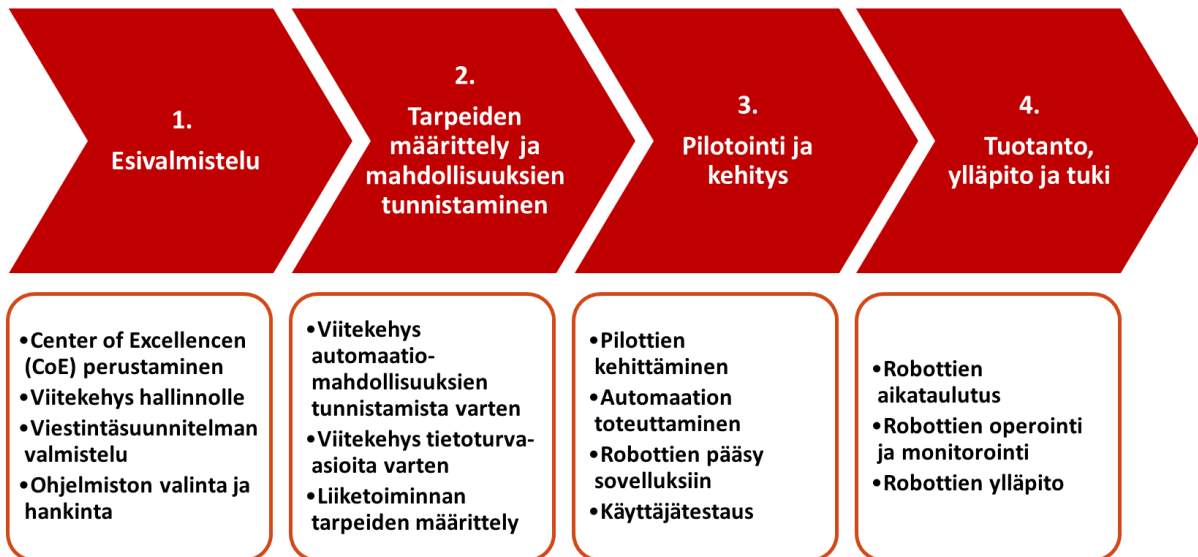 1.
Esivalmistelu
2.
Tarpeiden
määrittely ja
mahdollisuuksien
tunnistaminen
3.
Pilotointi ja
kehitys
4.
Tuotanto,
ylläpito ja tuki
•Center of Excellencen
(CoE) perustaminen
•Viitekehys hallinnolle
•Viestintäsuunnitelman
valmistelu
•Ohjelmiston valinta ja
hankinta
•Viitekehys
automaatio-
mahdollisuuksien
tunnistamista varten
•Viitekehys tietoturva-
asioita varten
•Liiketoiminnan
tarpeiden määrittely
•Pilottien
kehittäminen
•Automaation
toteuttaminen
•Robottien pääsy
sovelluksiin
•Käyttäjätestaus
•Robottien
aikataulutus
•Robottien operointi
ja monitorointi
•Robottien ylläpito